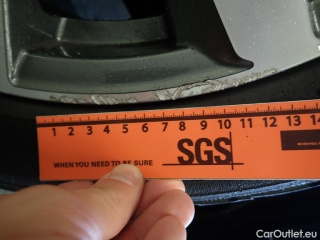 1 2 3 4 5 6 7 8 9 10 11 12 13 14
WHEN YOU NEED TO BE SURE SGS
CarOutlet.eu